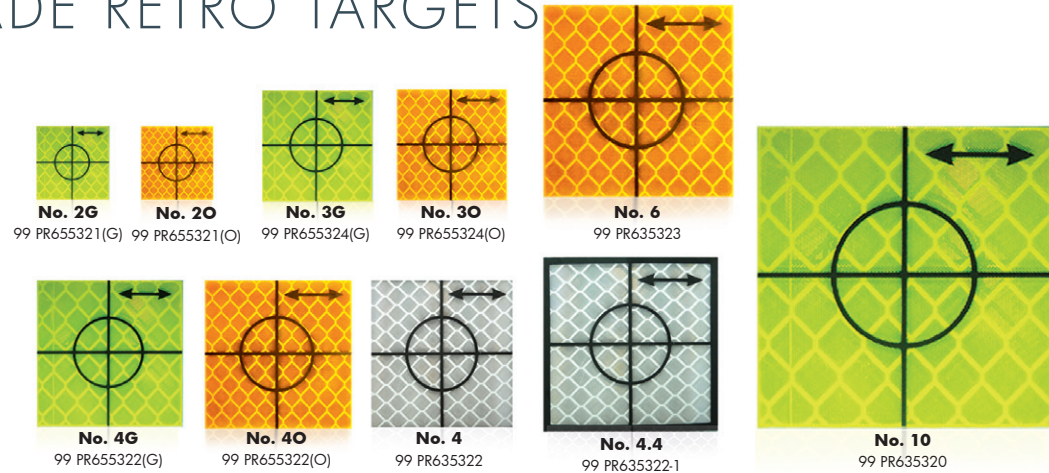 RETRO TARGETS
No. 2G
99 PR655321(G)
No. 2O
99 PR655321(O)
No. 3G
99 PR655324(G)
No. 3O
99 PR655324(O)
No. 6
99 PR635323
No. 4G
99 PR655322(G)
No. 4O
99 PR655322(O)
No. 4
99 PR635322
No. 4.4
99 PR635322-1
No. 10
99 PR635320